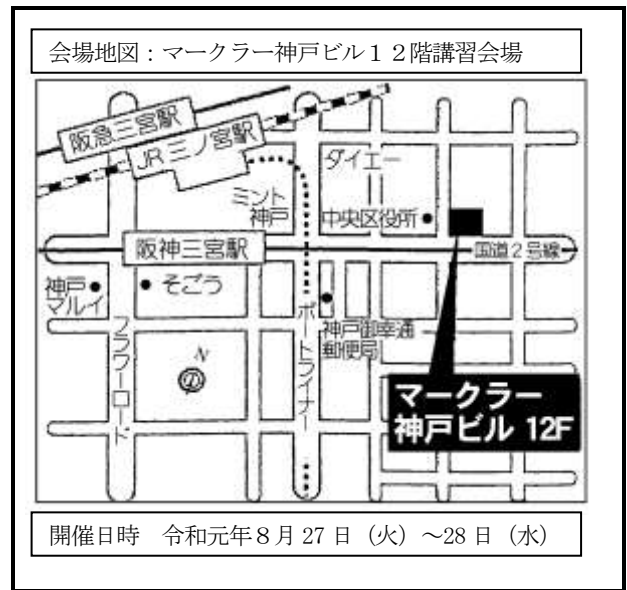 会場地図：マークラー神戸ビル１２階講習会場
阪急三宮駅
JR三ノ宮駅
ダイエー
ミント
神戸
中央区役所
阪神三宮駅
国道2号線
神戸
マルイ
そごう
フラワーロード
ポートライナー
神戸御幸通
郵便局
N
マークラー
神戸ビル 12F
開催日時　令和元年８月27日（火）～28日（水）